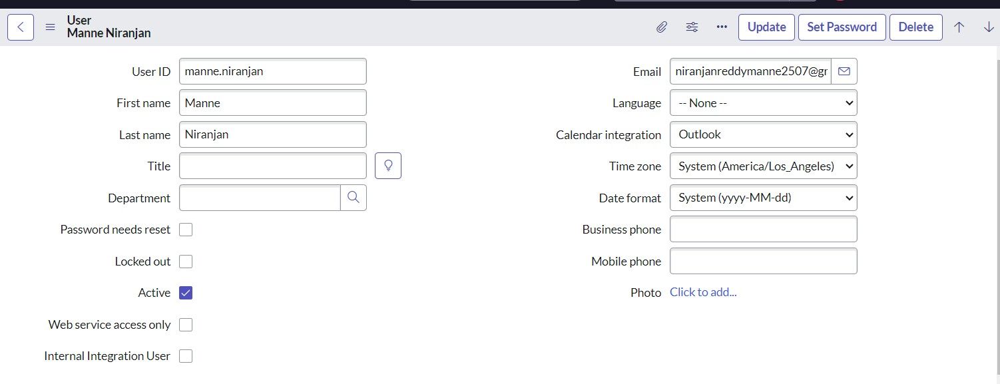 User
Manne Niranjan
Update
Set Password
Delete
User ID manne.niranjan
First name Manne
Last name Niranjan
Title
Department
Password needs reset
Locked out
Active
Web service access only
Internal Integration User
Email niranjanreddymanne2507@gr
Language -- None --
Calendar integration Outlook
Time zone System (America/Los_Angeles)
Date format System (yyyy-MM-dd)
Business phone
Mobile phone
Photo Click to add...